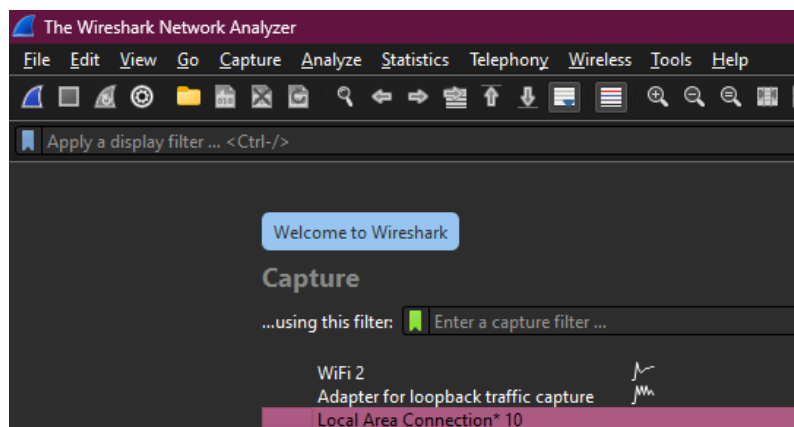 The Wireshark Network Analyzer
File Edit View Go Capture Analyze Statistics Telephony Wireless Tools Help
Apply a display filter ... <Ctrl-/>
Welcome to Wireshark
Capture
...using this filter: Enter a capture filter ...
WiFi 2
Adapter for loopback traffic capture
Local Area Connection* 10